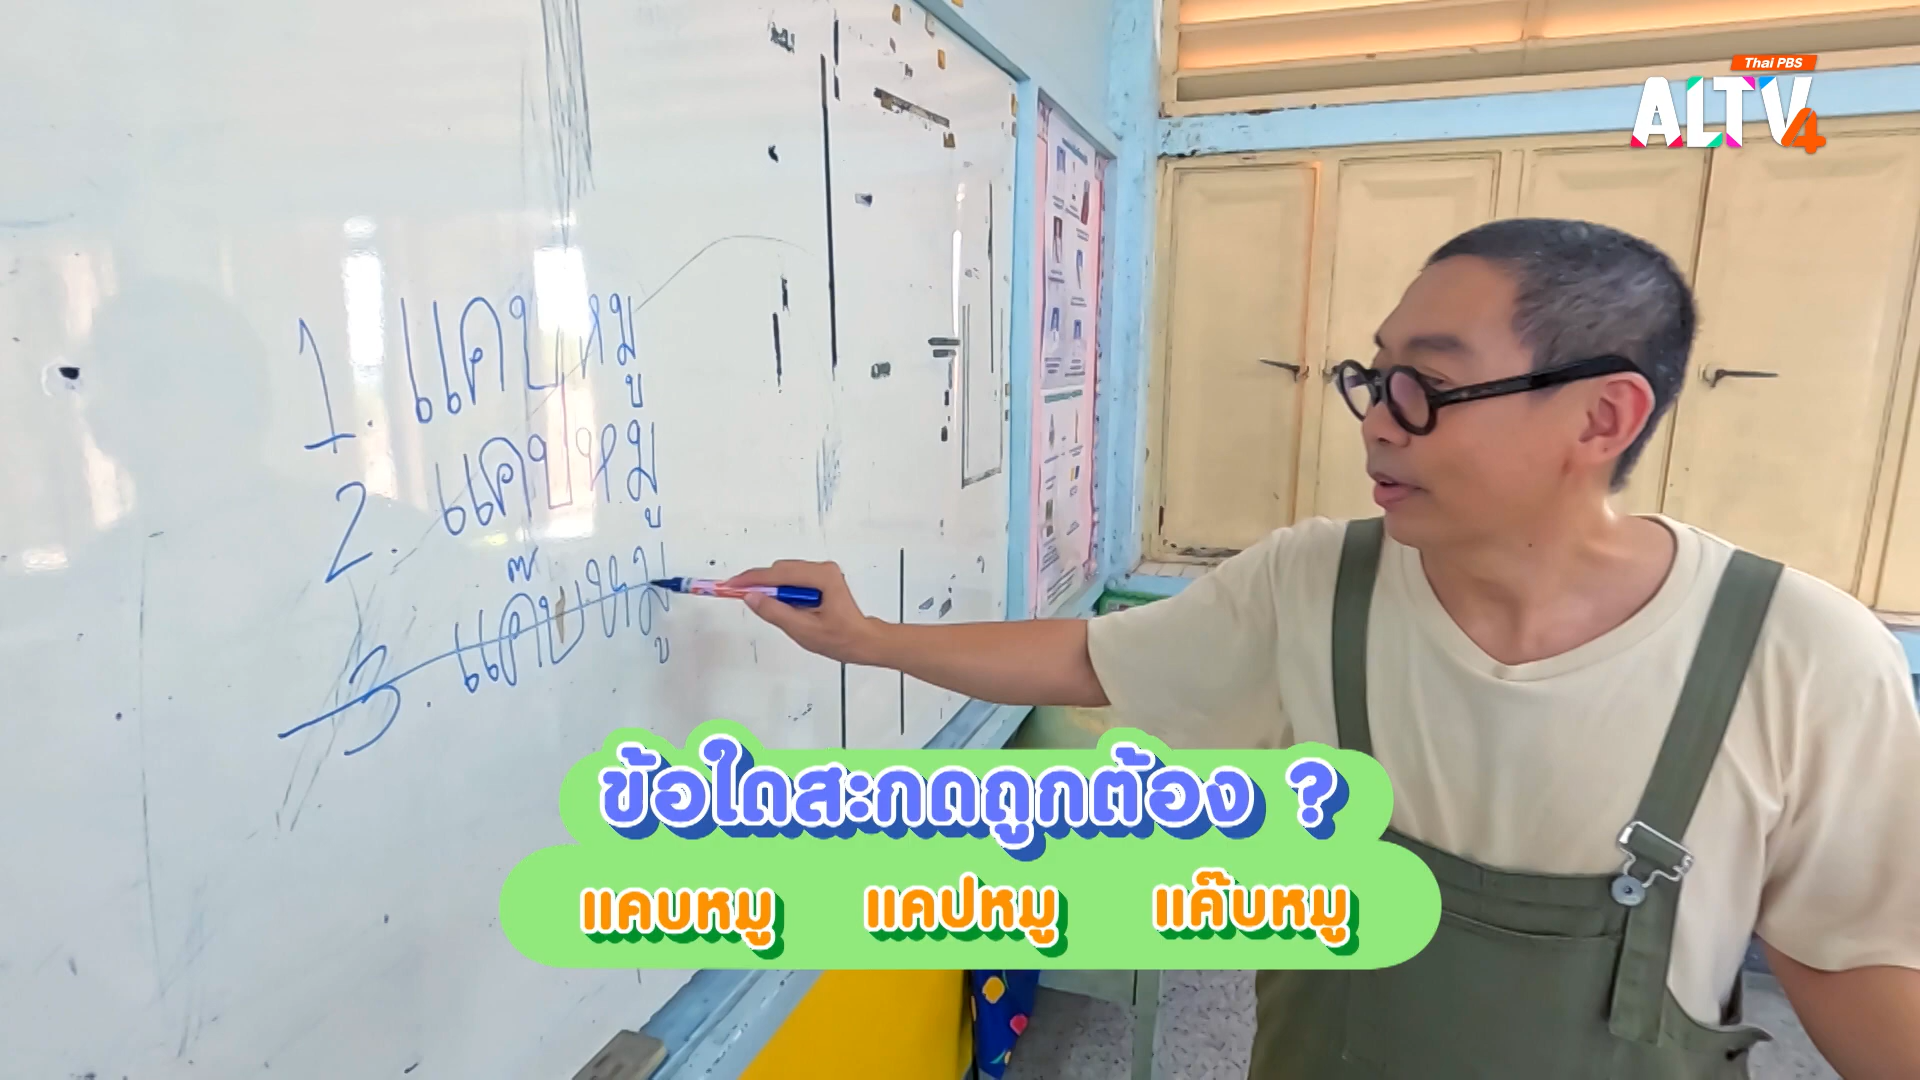 Thai PBS
ALTV4
1. แคบหมู
2. แคปหมู
3. แค๊บหมู
ข้อใดสะกดถูกต้อง ?
แคบหมู แคปหมู แค๊บหมู